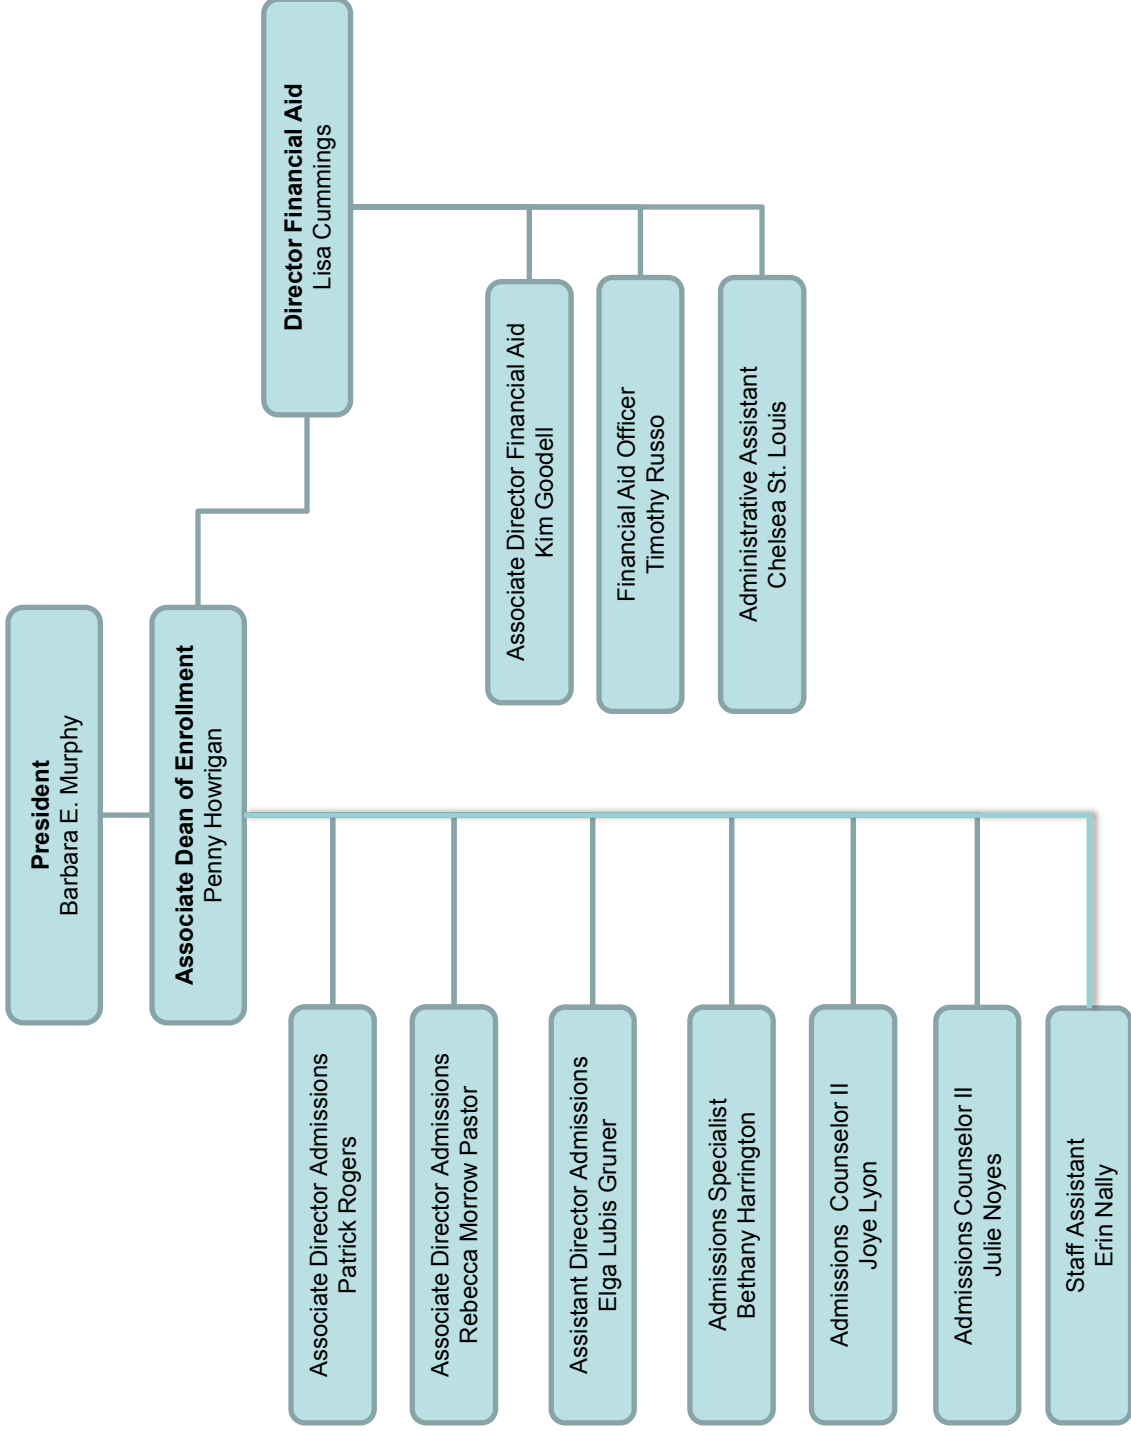 President
Barbara E. Murphy
Associate Dean of Enrollment
Penny Howrigan
Director Financial Aid
Lisa Cummings
Associate Director Admissions
Patrick Rogers
Associate Director Admissions
Rebecca Morrow Pastor
Assistant Director Admissions
Elga Lubis Gruner
Admissions Specialist
Bethany Harrington
Admissions  Counselor II
Joye Lyon
Admissions Counselor II
Julie Noyes
Staff Assistant
Erin Nally
Associate Director Financial Aid
Kim Goodell
Financial Aid Officer
Timothy Russo
Administrative Assistant
Chelsea St. Louis